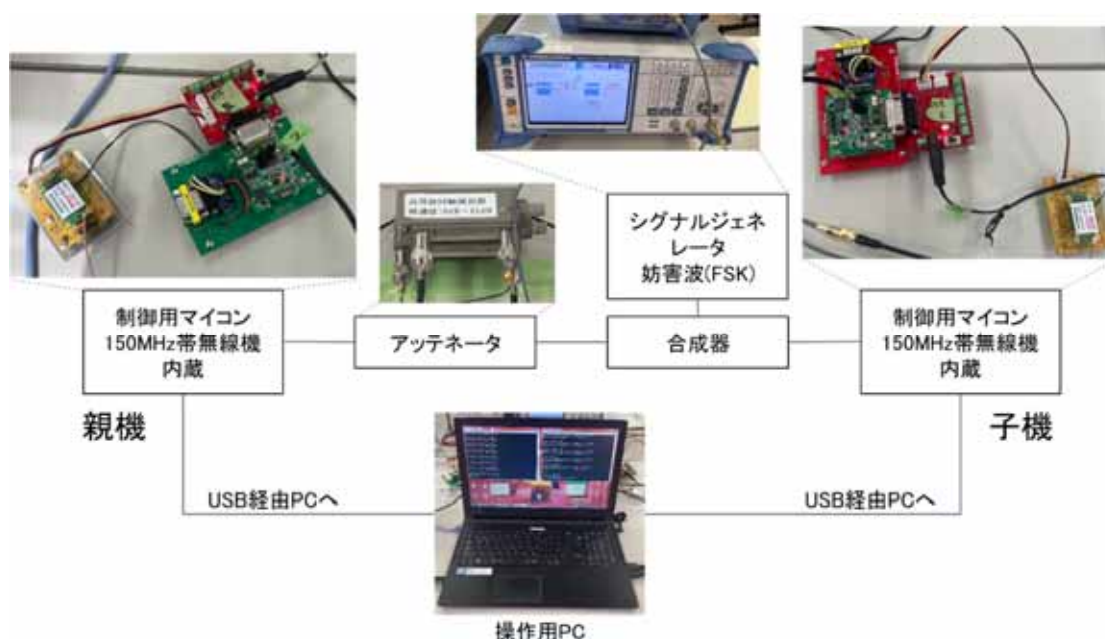 シグナルジェネ
レータ
妨害波(FSK)
制御用マイコン
150MHz帯無線機
内蔵
アッテネータ
合成器
制御用マイコン
150MHz帯無線機
内蔵
親機
子機
USB経由PCへ
USB経由PCへ
操作用PC